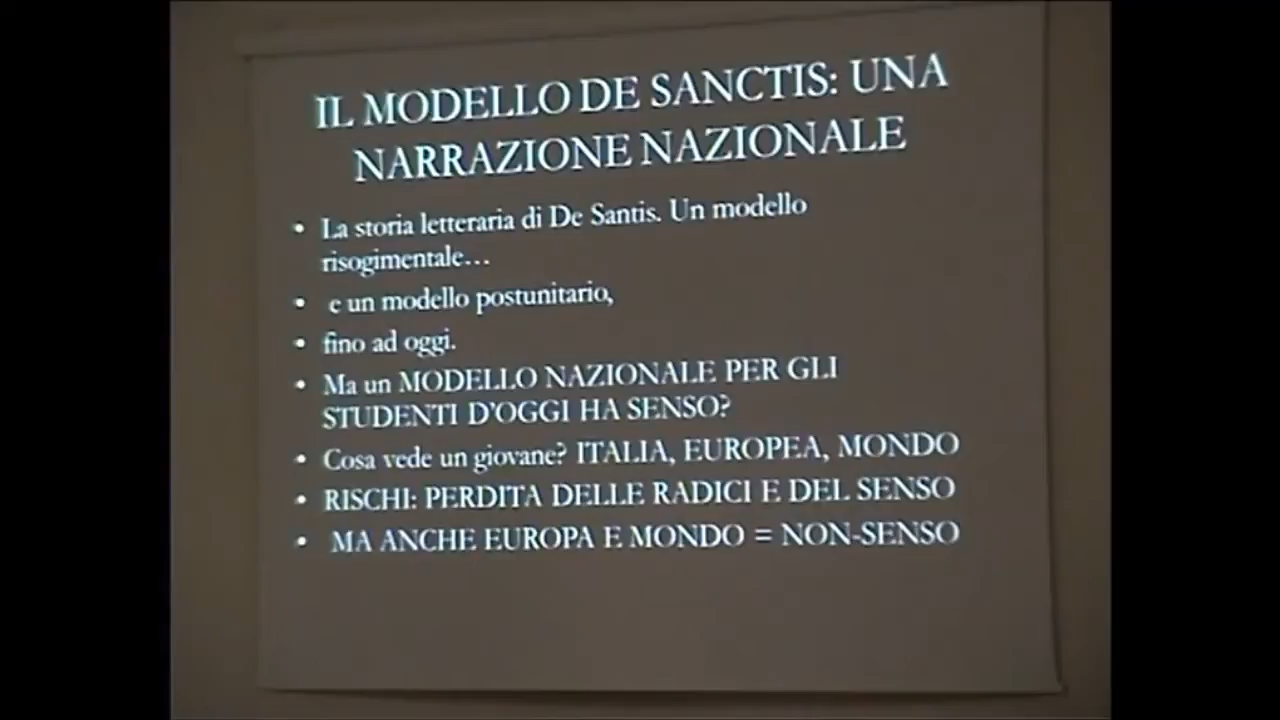 IL MODELLO DE SANCTIS: UNA
NARRAZIONE NAZIONALE
• La storia letteraria di De Santis. Un modello
risogimentale…
• e un modello postunitario,
• fino ad oggi.
• Ma un MODELLO NAZIONALE PER GLI
STUDENTI D'OGGI HA SENSO?
• Cosa vede un giovane? ITALIA, EUROPEA, MONDO
• RISCHI: PERDITA DELLE RADICI E DEL SENSO
• MA ANCHE EUROPA E MONDO = NON-SENSO